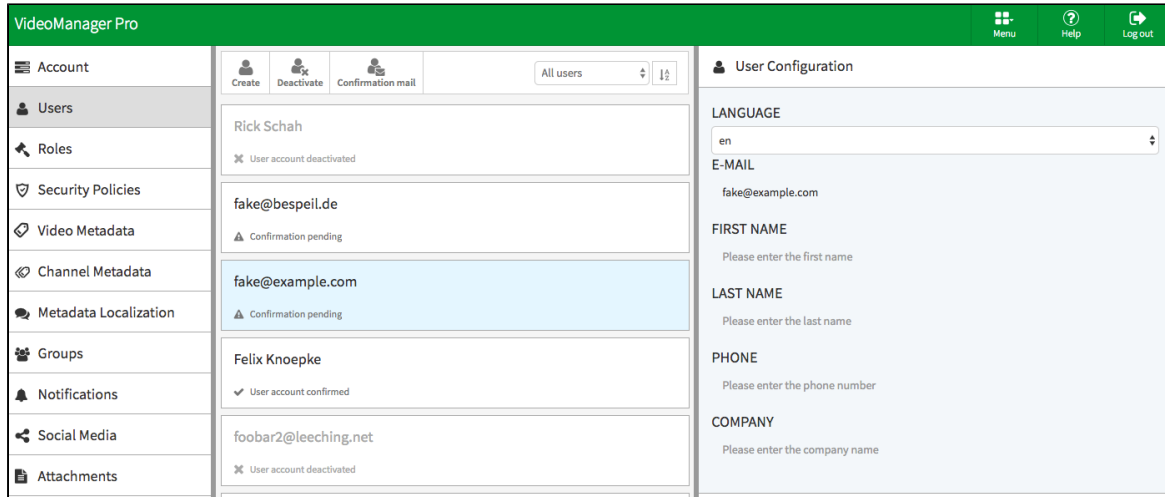 VideoManager Pro
Menu
Help
Log out
Account
Users
Roles
Security Policies
Video Metadata
Channel Metadata
Metadata Localization
Groups
Notifications
Social Media
Attachments
Create
Deactivate
Confirmation mail
All users
Rick Schah
User account deactivated
fake@bespeil.de
Confirmation pending
fake@example.com
Confirmation pending
Felix Knoepke
User account confirmed
foobar2@leeching.net
User account deactivated
User Configuration
LANGUAGE
en
E-MAIL
fake@example.com
FIRST NAME
Please enter the first name
LAST NAME
Please enter the last name
PHONE
Please enter the phone number
COMPANY
Please enter the company name